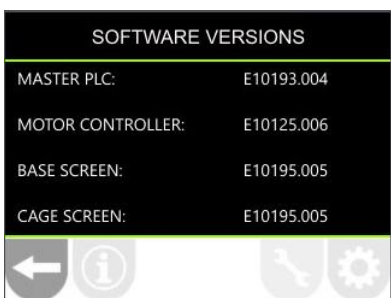 SOFTWARE VERSIONS
MASTER PLC: E10193.004
MOTOR CONTROLLER: E10125.006
BASE SCREEN: E10195.005
CAGE SCREEN: E10195.005